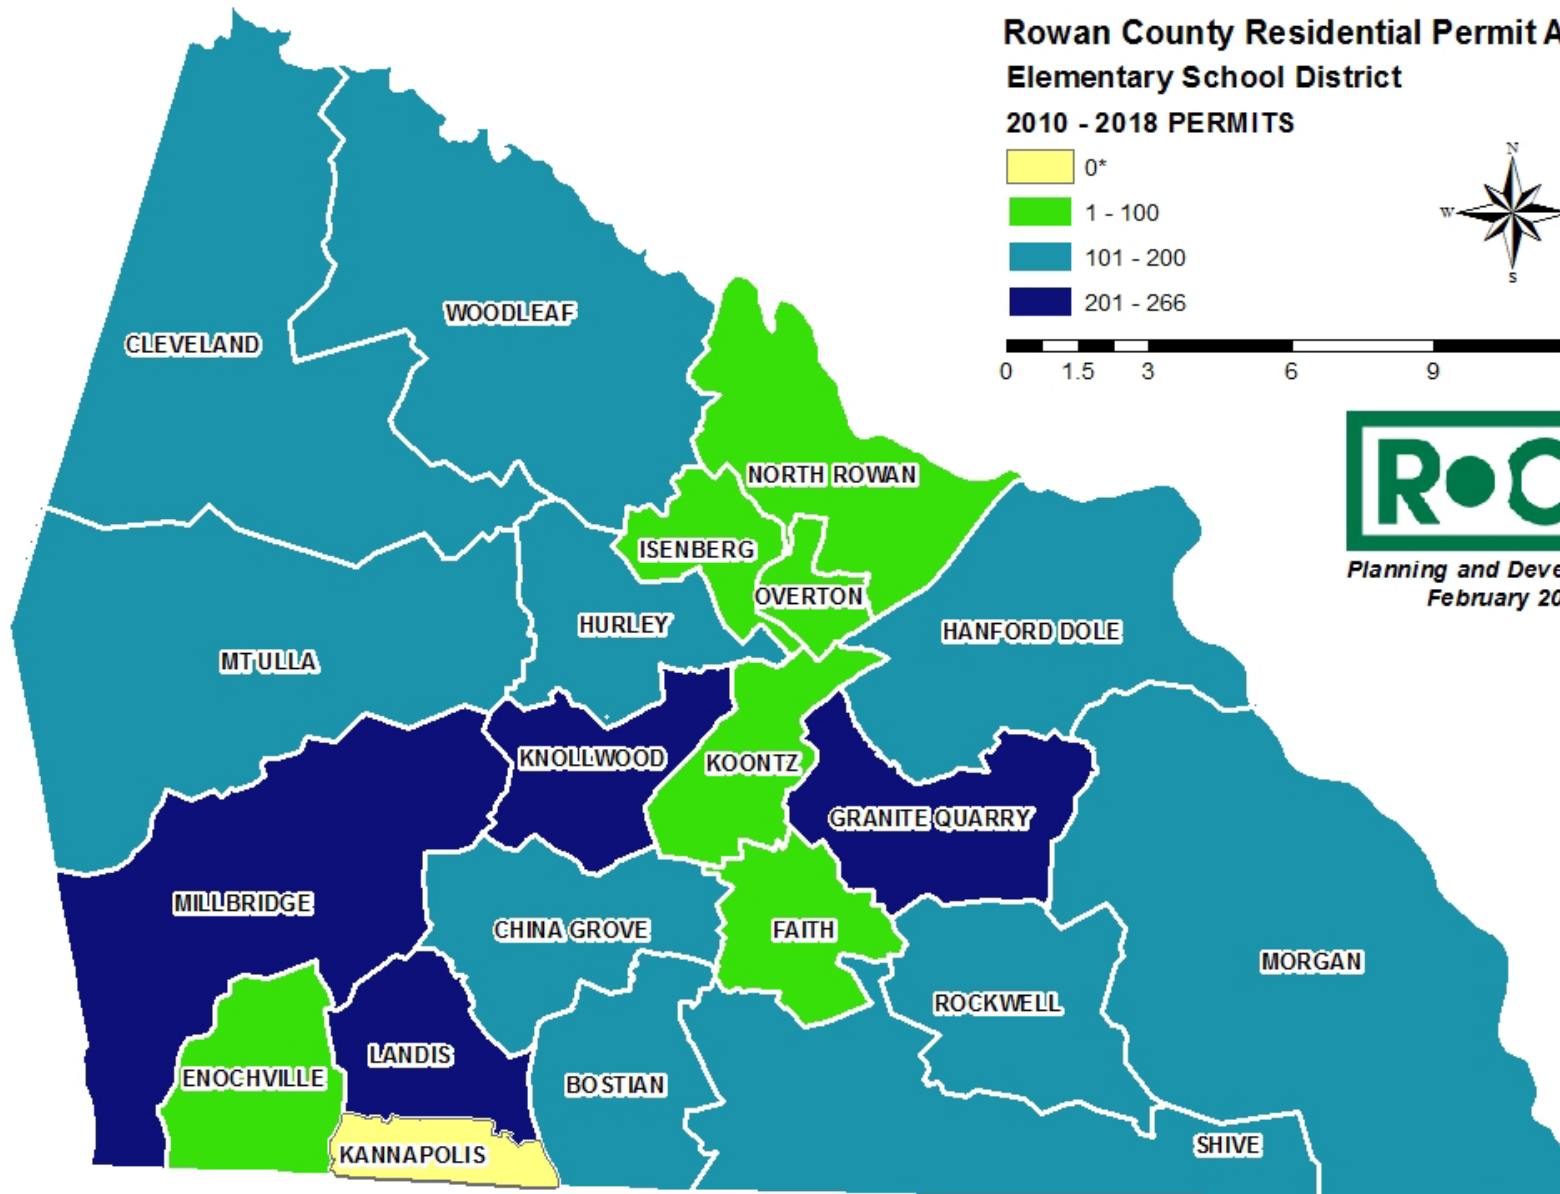 Rowan County Residential Permit A
Elementary School District
2010 - 2018 PERMITS
0*
1 - 100
101 - 200
201 - 266
N
W
S
0 1.5 3 6 9
R•C
Planning and Deve
February 20
WOODLEAF
CLEVELAND
NORTH ROWAN
ISENBERG
OVERTON
HURLEY
HANFORD DOLE
MT ULLA
KNOLLWOOD
KOONTZ
GRANITE QUARRY
MILLBRIDGE
CHINA GROVE
FAITH
MORGAN
ROCKWELL
LANDIS
ENOCHVILLE
BOSTIAN
SHIVE
KANNAPOLIS